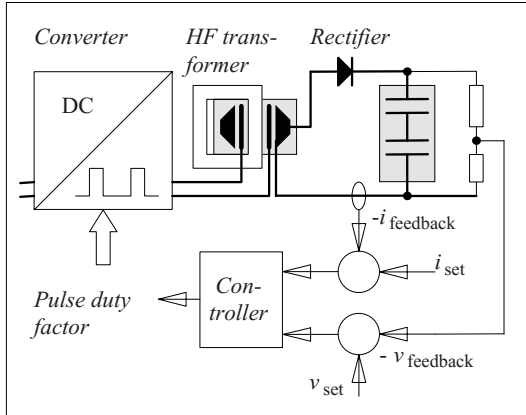 Converter
HF trans-
former
Rectifier
DC
-i feedback
i set
Con-
troller
Pulse duty
factor
- v feedback
v set